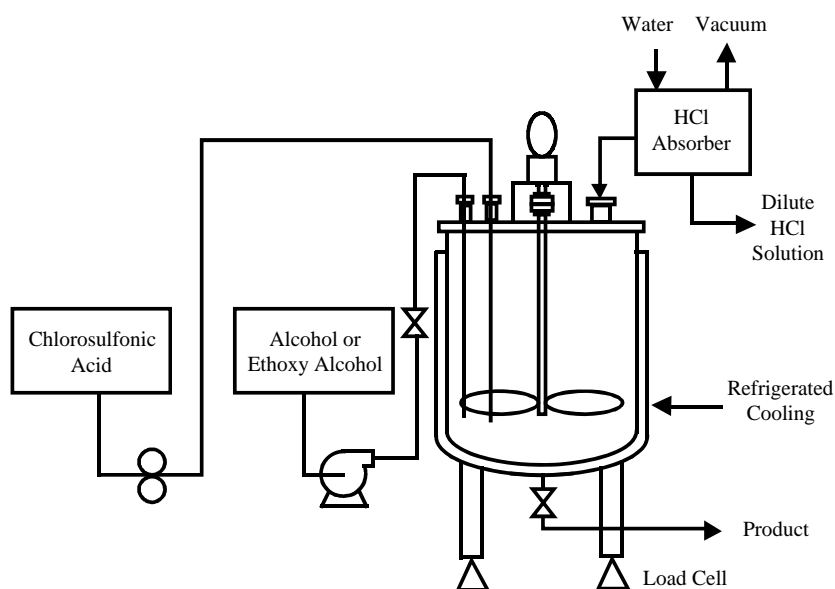 Water
Vacuum
HCl
Absorber
Dilute
HCl
Solution
Chlorosulfonic
Acid
Alcohol or
Ethoxy Alcohol
Refrigerated
Cooling
Product
Load Cell